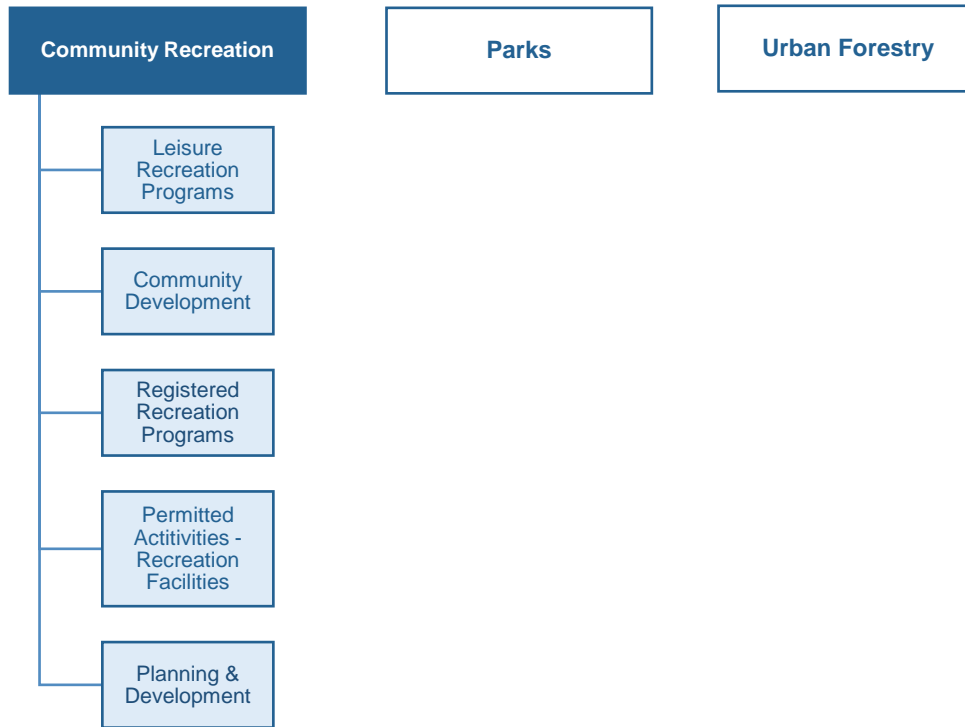 Community Recreation
Parks
Urban Forestry
Leisure
Recreation
Programs
Community
Development
Registered
Recreation
Programs
Permitted
Actitivities -
Recreation
Facilities
Planning &
Development